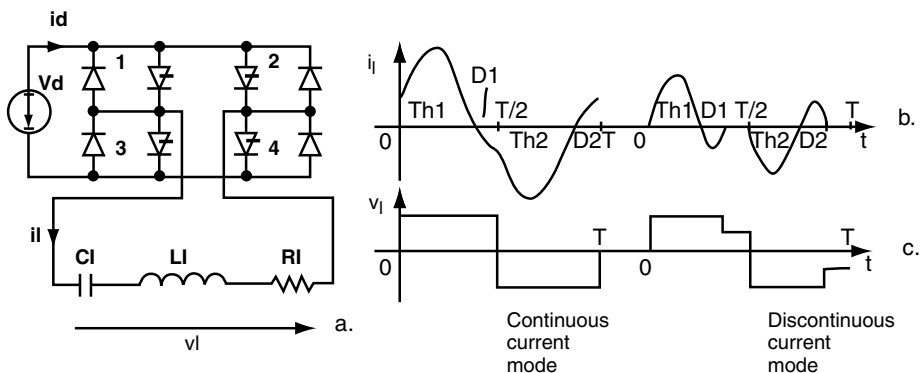 id
1
2
Vd
3
4
il
Cl
Ll
Rl
vl
a.
il
D1
Th1
T/2
0
Th2
D2
T
Th1
D1
T/2
T
0
Th2
D2
t
b.
vl
T
T
0
0
t
c.
Continuous
current
mode
Discontinuous
current
mode